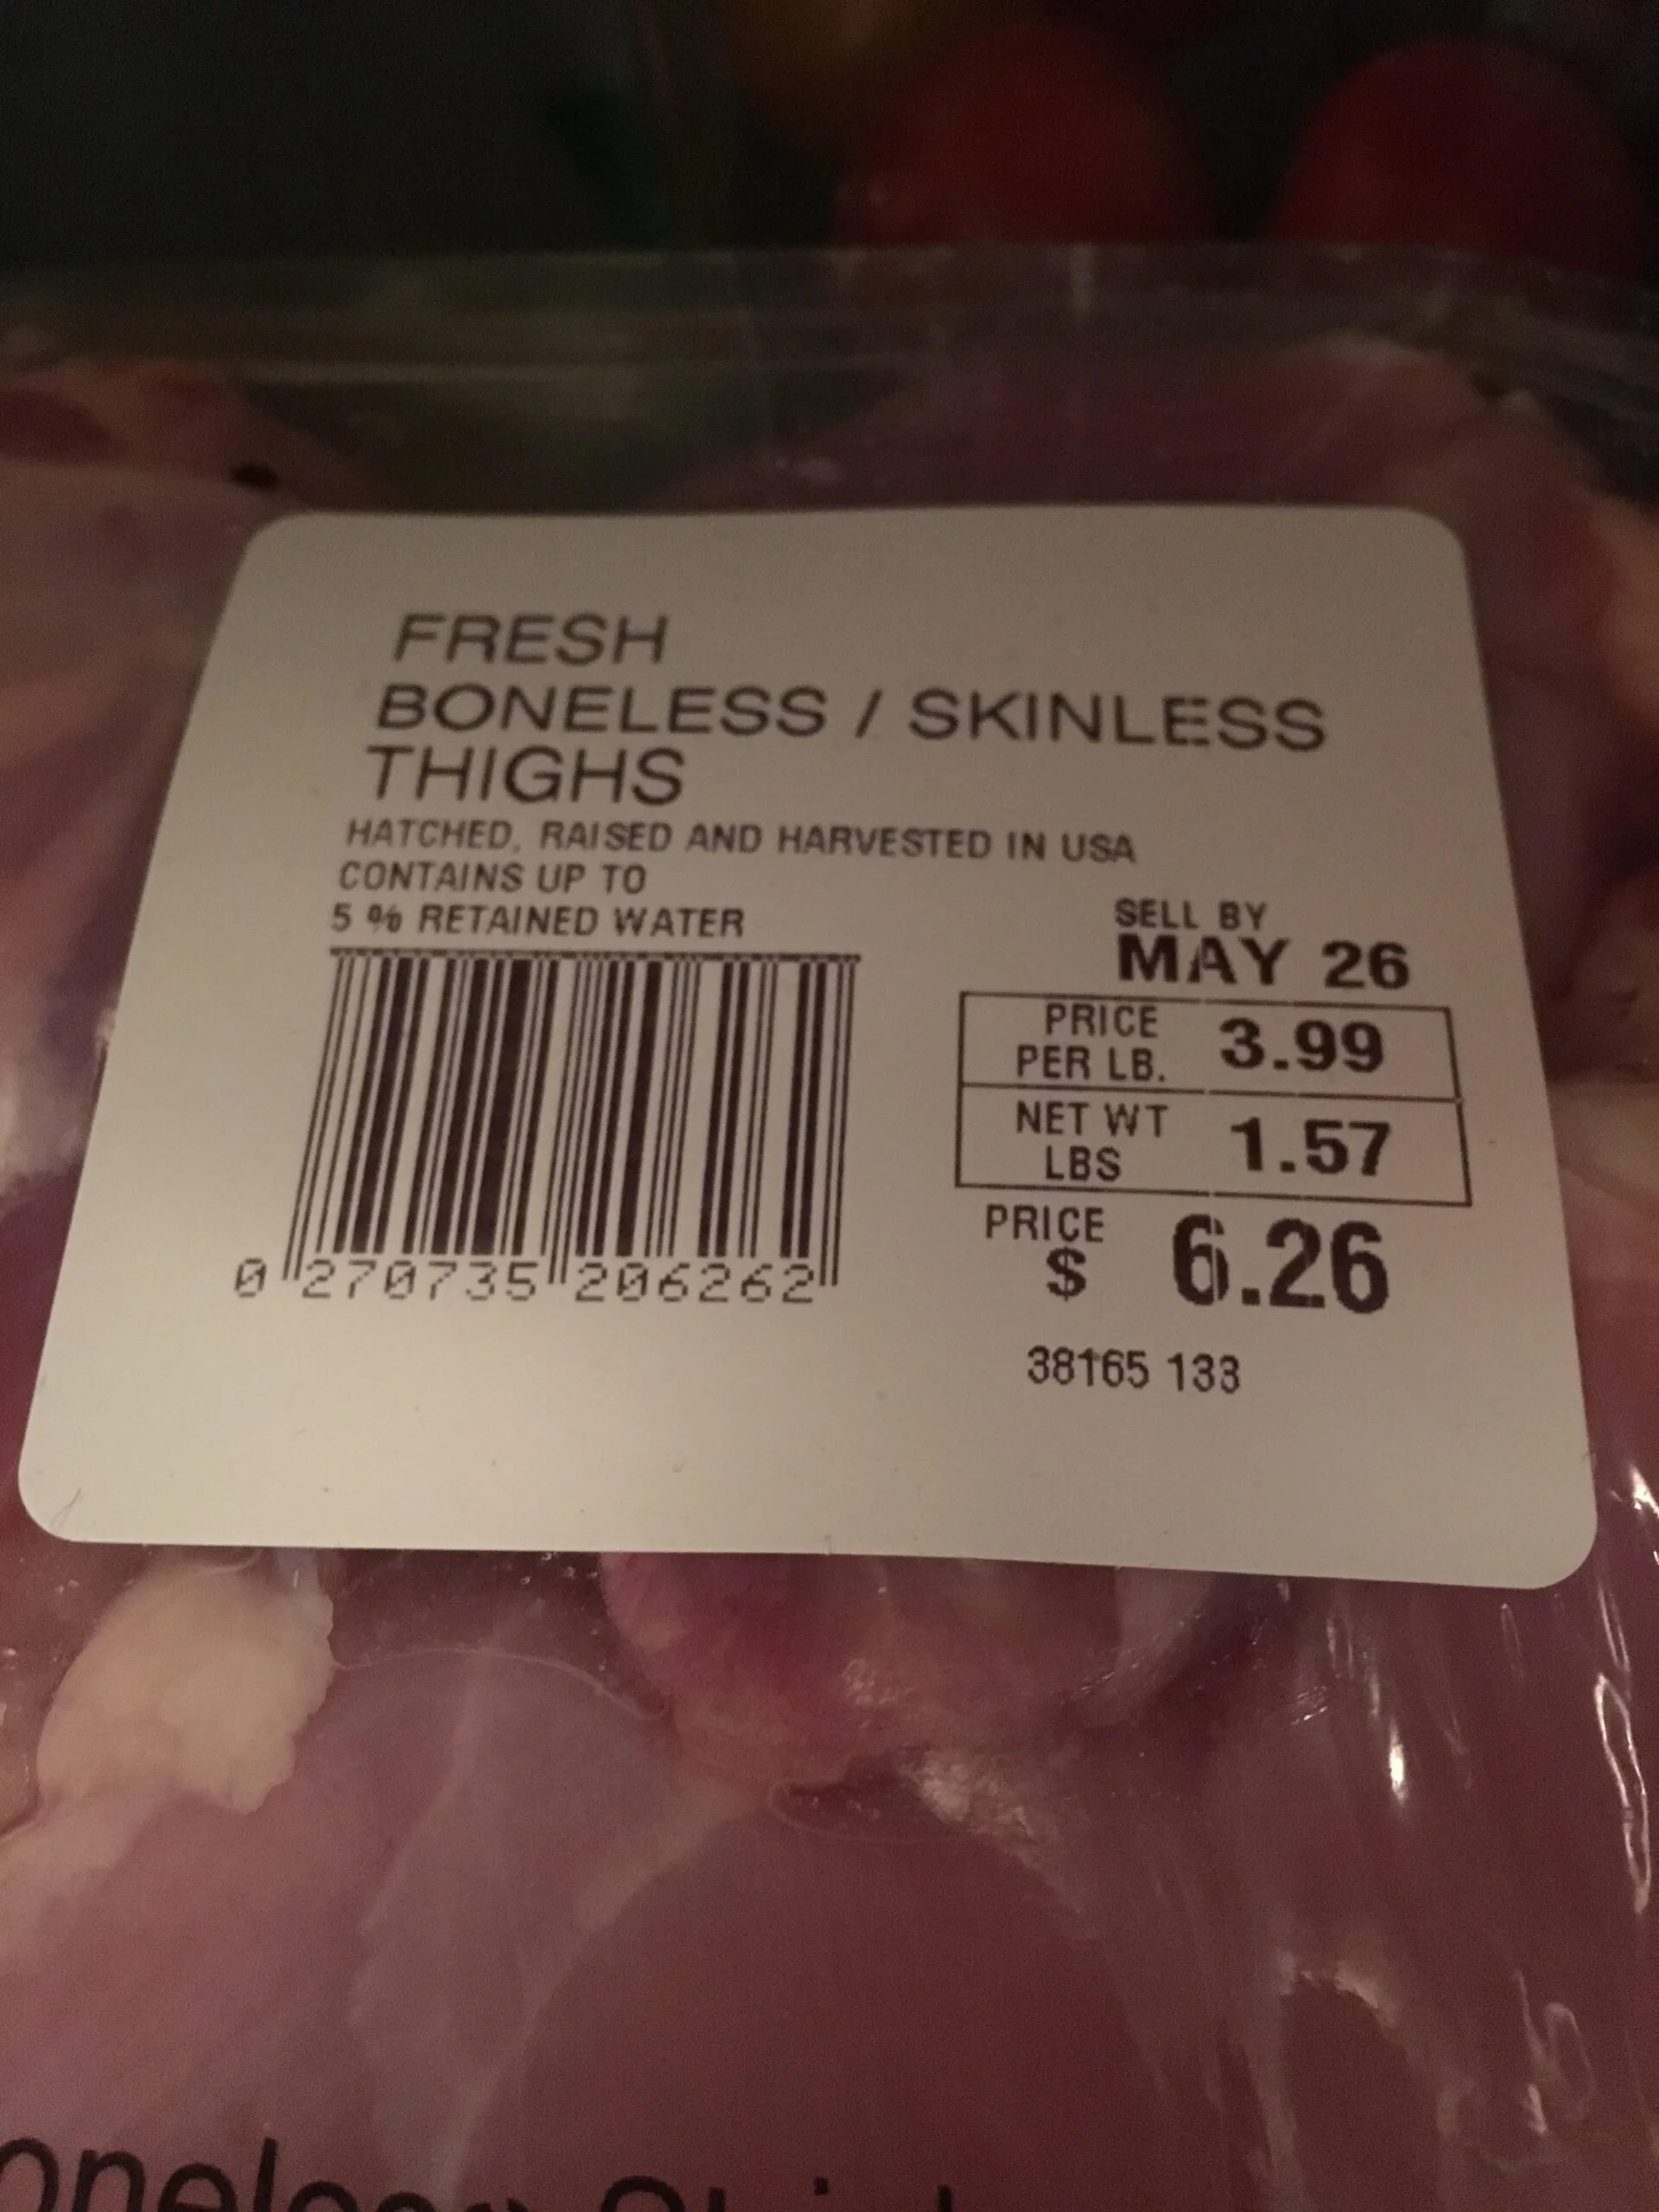 FRESH
BONELESS / SKINLESS
THIGHS
HATCHED, RAISED AND HARVESTED IN USA
CONTAINS UP TO
5 % RETAINED WATER
SELL BY
MAY 26
PRICE PER LB. 3.99
NET WT LBS 1.57
PRICE $ 6.26
0 270735 206262
38165 133